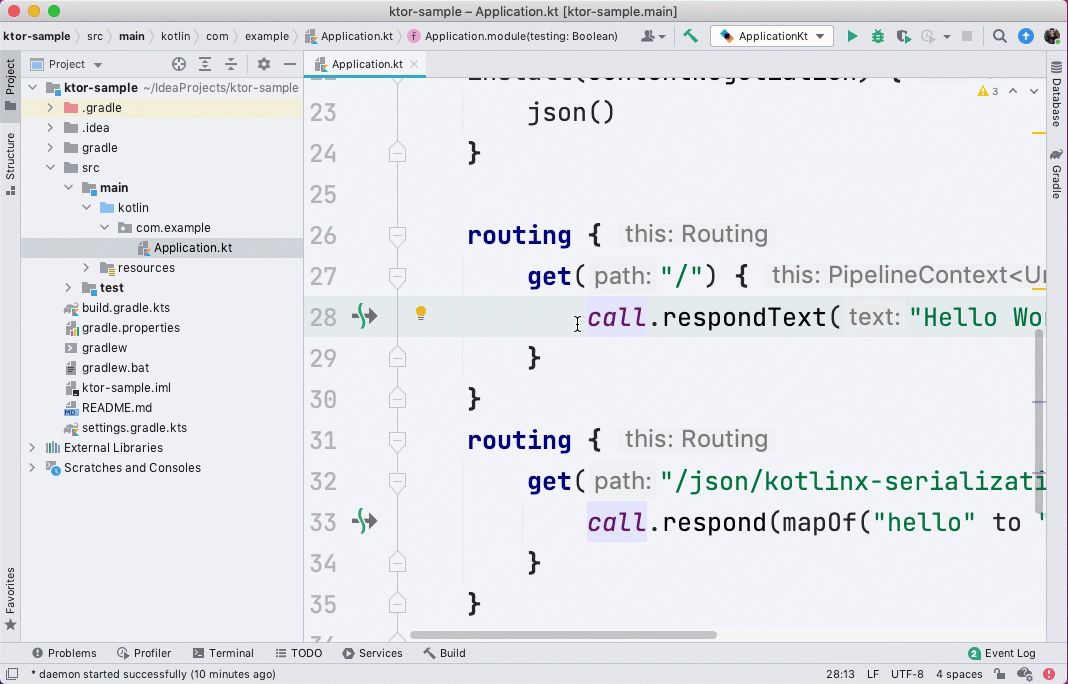 ktor-sample – Application.kt [ktor-sample.main]
ktor-sample src main kotlin com example Application.kt f Application.module(testing: Boolean) ApplicationKt
Project
Application.kt
Project
Structure
Favorites
ktor-sample ~/IdeaProjects/ktor-sample
.gradle
.idea
gradle
src
main
kotlin
com.example
Application.kt
resources
test
build.gradle.kts
gradle.properties
gradlew
gradlew.bat
ktor-sample.iml
README.md
settings.gradle.kts
External Libraries
Scratches and Consoles
3
23 json()
24 }
25
26 routing { this: Routing
27 get( path: "/") { this: PipelineContext<Un
28 call.respondText( text: "Hello Wor
29 }
30 }
31 routing { this: Routing
32 get( path: "/json/kotlinx-serializati
33 call.respond(mapOf("hello" to "
34 }
35 }
Database
Gradle
Problems Profiler Terminal TODO Services Build 2 Event Log
* daemon started successfully (10 minutes ago) 28:13 LF UTF-8 4 spaces